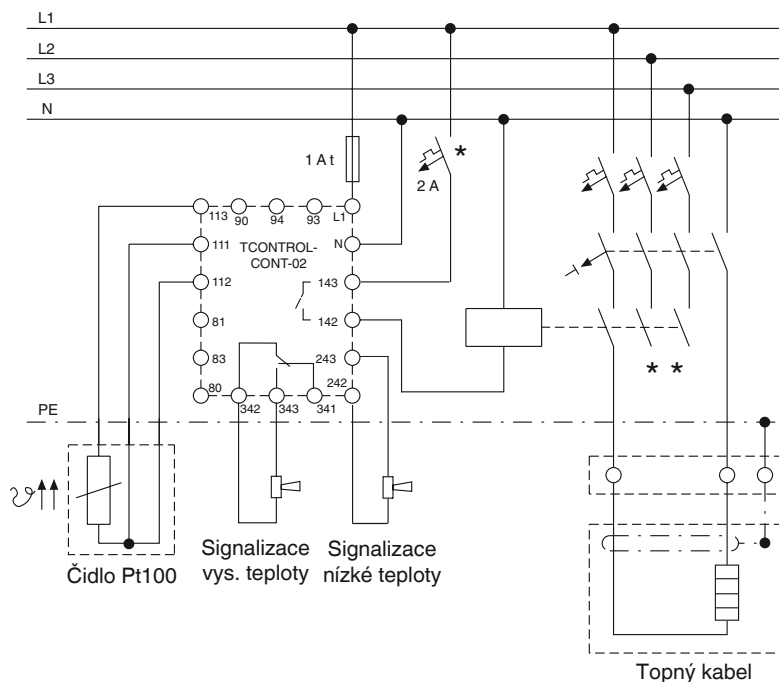 L1
L2
L3
N
1 A t
*
2 A
113
90
94
93
L1
111
TCONTROL-
CONT-02
N
112
143
81
142
83
243
80
342
343
341
242
* *
PE
ϑ
Čidlo Pt100
Signalizace
vys. teploty
Signalizace
nízké teploty
Topný kabel